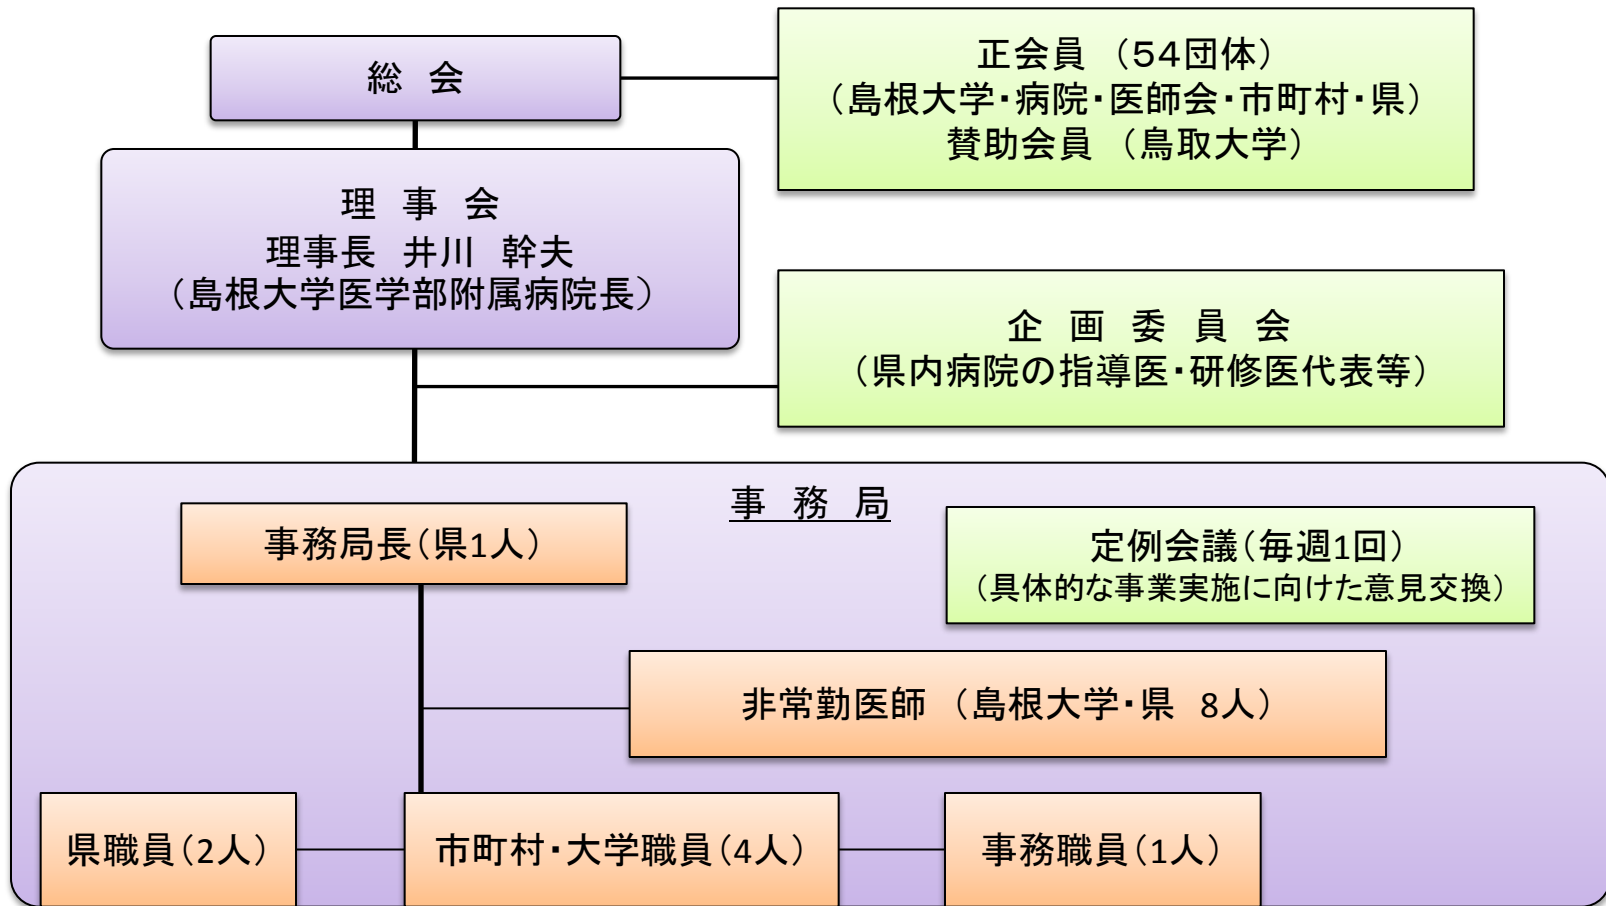 総　会
正会員 （５４団体）
（島根大学・病院・医師会・市町村・県）
賛助会員 （鳥取大学）
理　事　会
理事長 井川　幹夫
（島根大学医学部附属病院長）
企　画　委　員　会
（県内病院の指導医・研修医代表等）
事　務　局
事務局長（県1人）
定例会議（毎週1回）
（具体的な事業実施に向けた意見交換）
非常勤医師 （島根大学・県　8人）
県職員（2人）
市町村・大学職員（4人）
事務職員（1人）